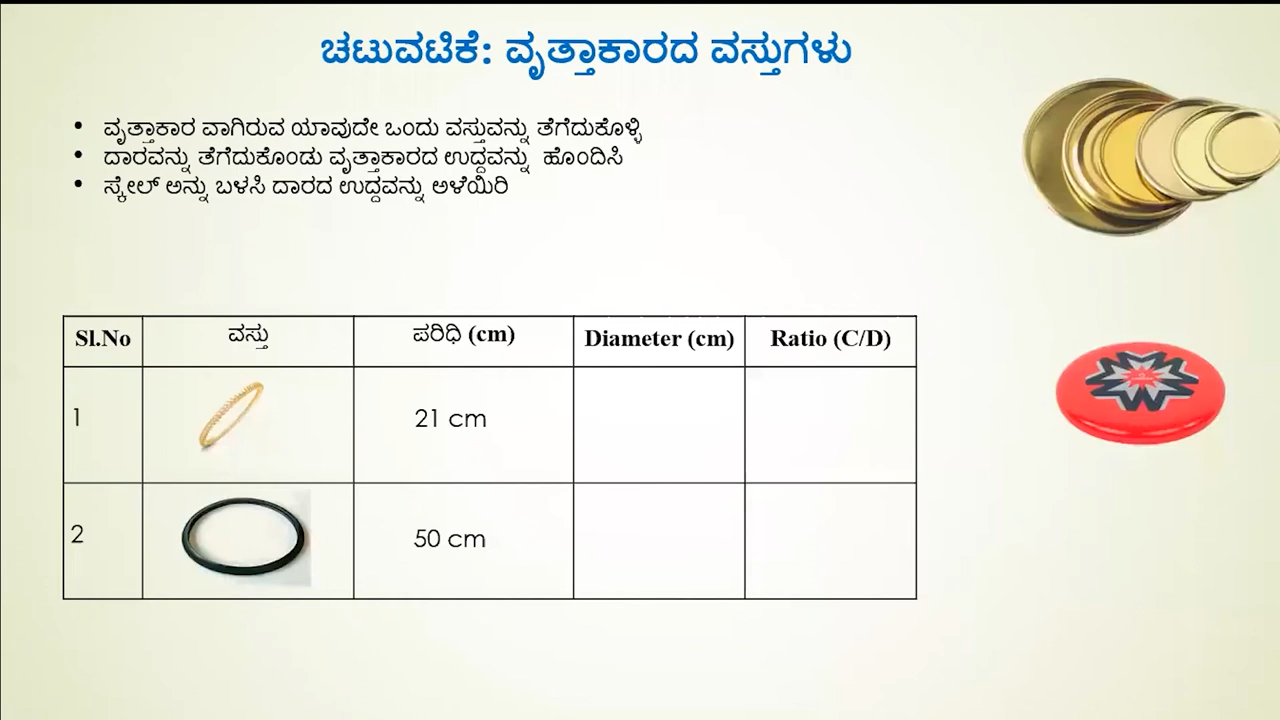 ಚಟುವಟಿಕೆ: ವೃತ್ತಾಕಾರದ ವಸ್ತುಗಳು
• ವೃತ್ತಾಕಾರ ವಾಗಿರುವ ಯಾವುದೇ ಒಂದು ವಸ್ತುವನ್ನು ತೆಗೆದುಕೊಳ್ಳಿ
• ದಾರವನ್ನು ತೆಗೆದುಕೊಂಡು ವೃತ್ತಾಕಾರದ ಉದ್ದವನ್ನು ಹೊಂದಿಸಿ
• ಸ್ಕೇಲ್ ಅನ್ನು ಬಳಸಿ ದಾರದ ಉದ್ದವನ್ನು ಅಳೆಯಿರಿ
Sl.No ವಸ್ತು ಪರಿಧಿ (cm) Diameter (cm) Ratio (C/D)
1 21 cm
2 50 cm